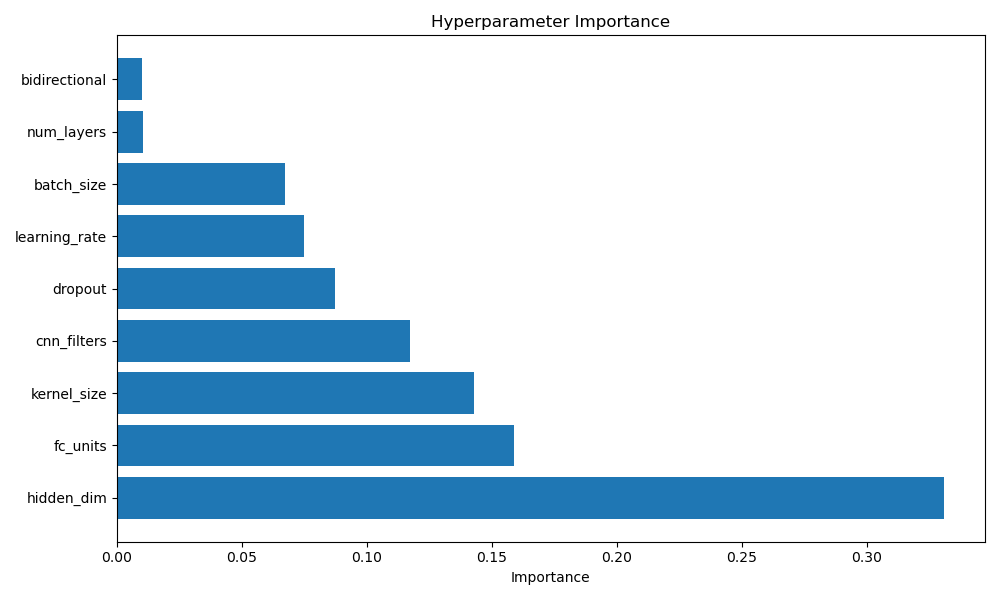 Hyperparameter Importance
bidirectional
num_layers
batch_size
learning_rate
dropout
cnn_filters
kernel_size
fc_units
hidden_dim
0.00 0.05 0.10 0.15 0.20 0.25 0.30
Importance